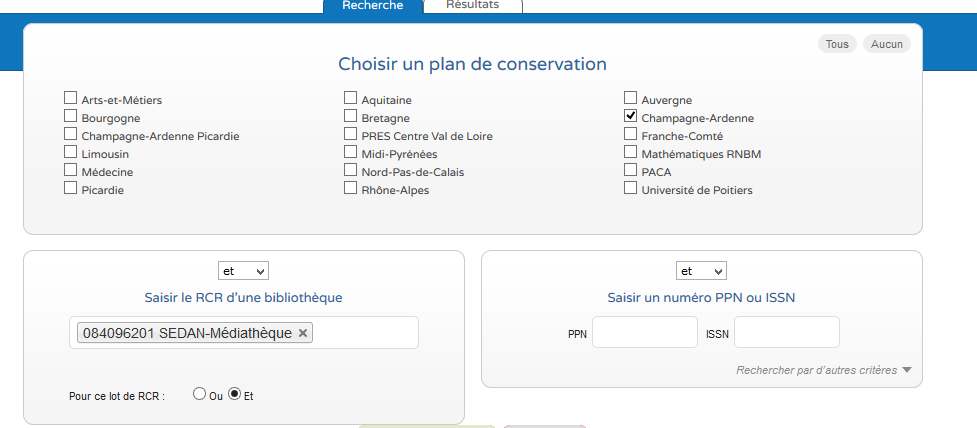 Recherche Résultats
Tous Aucun
Choisir un plan de conservation
Arts-et-Métiers Aquitaine Auvergne
Bourgogne Bretagne Champagne-Ardenne
Champagne-Ardenne Picardie PRES Centre Val de Loire Franche-Comté
Limousin Midi-Pyrénées Mathématiques RNBM
Médecine Nord-Pas-de-Calais PACA
Picardie Rhône-Alpes Université de Poitiers
et et
Saisir le RCR d'une bibliothèque Saisir un numéro PPN ou ISSN
084096201 SEDAN-Médiathèque × PPN ISSN
Rechercher par d'autres critères
Pour ce lot de RCR : Ou Et